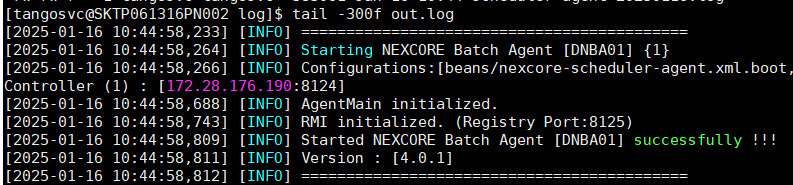 [tangosvc@SKTP061316PN002 log]$ tail -300f out.log
[2025-01-16 10:44:58,233] [INFO] ===========================================
[2025-01-16 10:44:58,264] [INFO] Starting NEXCORE Batch Agent [DNBA01] {1}
[2025-01-16 10:44:58,266] [INFO] Configurations:[beans/nexcore-scheduler-agent.xml.boot,
Controller (1) : [172.28.176.190:8124]
[2025-01-16 10:44:58,688] [INFO] AgentMain initialized.
[2025-01-16 10:44:58,743] [INFO] RMI initialized. (Registry Port:8125)
[2025-01-16 10:44:58,809] [INFO] Started NEXCORE Batch Agent [DNBA01] successfully !!!
[2025-01-16 10:44:58,811] [INFO] Version : [4.0.1]
[2025-01-16 10:44:58,812] [INFO] ===========================================